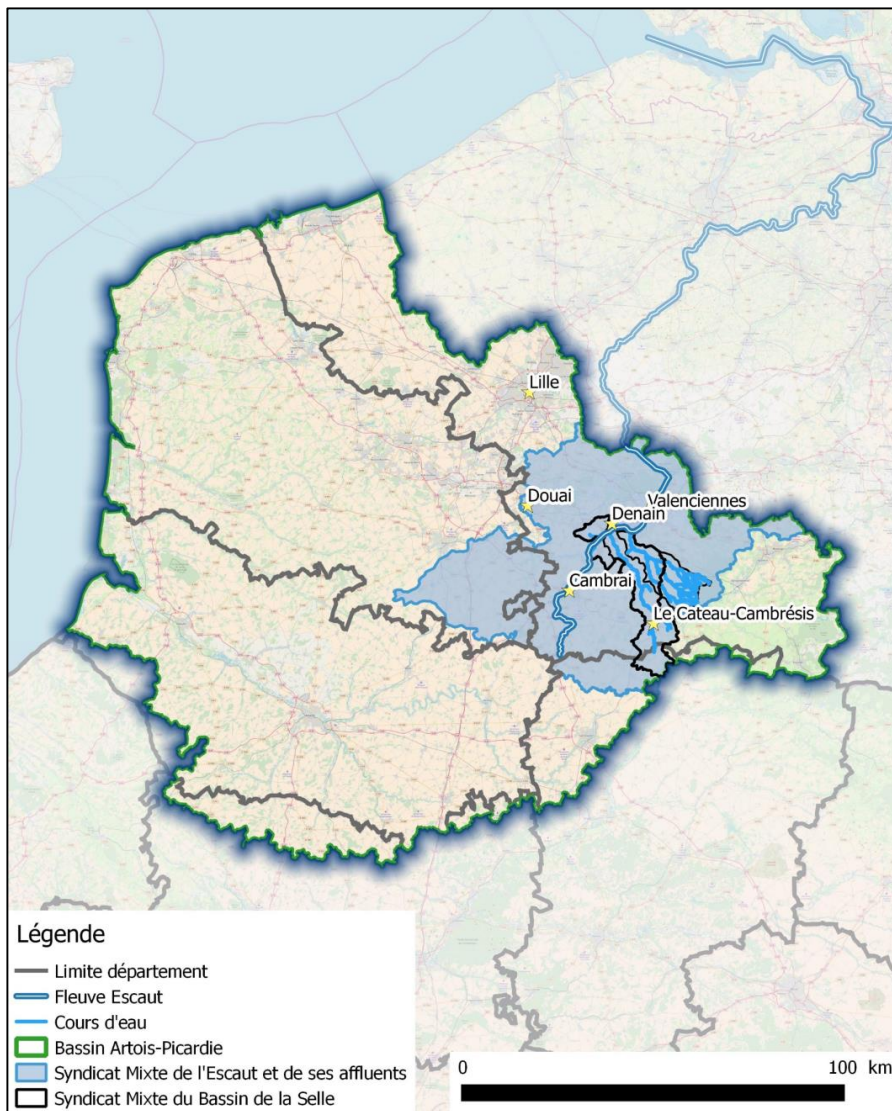 Lille
Douai
Valenciennes
Denain
Cambrai
Le Cateau-Cambrésis
Légende
Limite département
Fleuve Escaut
Cours d'eau
Bassin Artois-Picardie
Syndicat Mixte de l'Escaut et de ses affluents
Syndicat Mixte du Bassin de la Selle
0 100 km